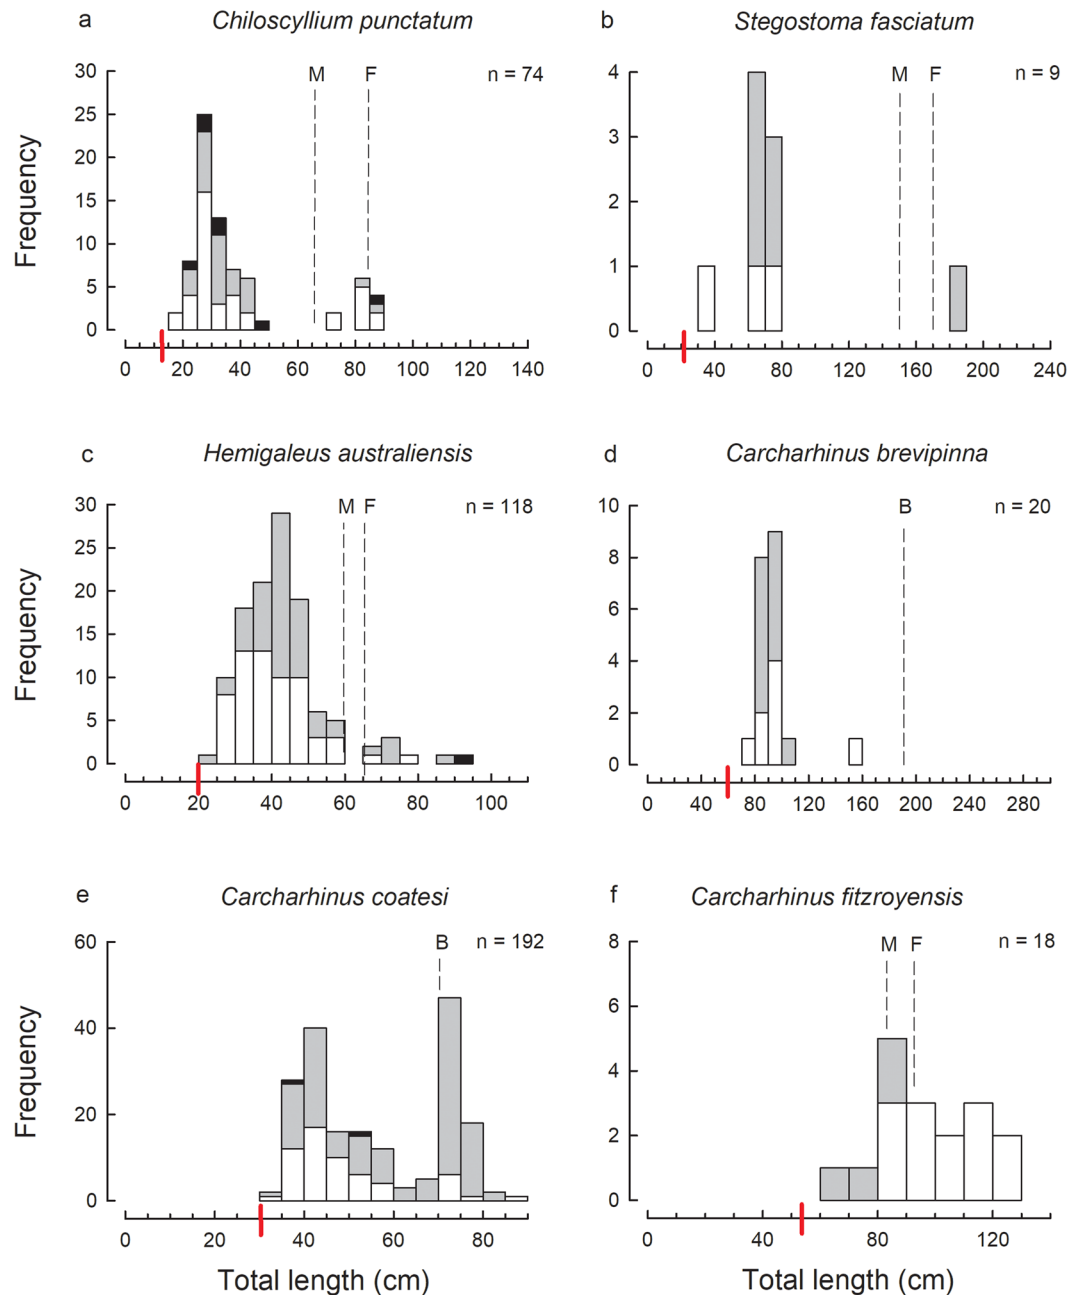 a Chiloscyllium punctatum
M F n = 74
30
25
20
15
10
5
0
Frequency
0 20 40 60 80 100 120 140
b Stegostoma fasciatum
M F n = 9
4
3
2
1
0
0 40 80 120 160 200 240
c Hemigaleus australiensis
M F n = 118
30
25
20
15
10
5
0
Frequency
0 20 40 60 80 100
d Carcharhinus brevipinna
B n = 20
10
8
6
4
2
0
0 40 80 120 160 200 240 280
e Carcharhinus coatesi
B n = 192
60
40
20
0
Frequency
0 20 40 60 80
Total length (cm)
f Carcharhinus fitzroyensis
M F n = 18
8
6
4
2
0
0 40 80 120
Total length (cm)